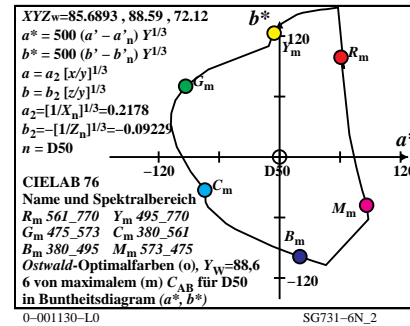 XYZw=85.6893 , 88.59 , 72.12
a* = 500 (a' − a'n) Y1/3
b* = 500 (b' − b'n) Y1/3
a = a2 [x/y]1/3
b = b2 [z/y]1/3
a2=[1/Xn]1/3=0.2178
b2=−[1/Zn]1/3=−0.09229
n = D50
CIELAB 76
Name und Spektralbereich
Rm 561_770 Ym 495_770
Gm 475_573 Cm 380_561
Bm 380_495 Mm 573_475
Ostwald-Optimalfarben (o), YW=88,6
6 von maximalem (m) CAB für D50
in Buntheitsdiagram (a*, b*)
b*
120
Ym
Rm
Gm
a*
−120
D50
120
Cm
Mm
Bm
−120
0-001130-L0
SG731-6N_2